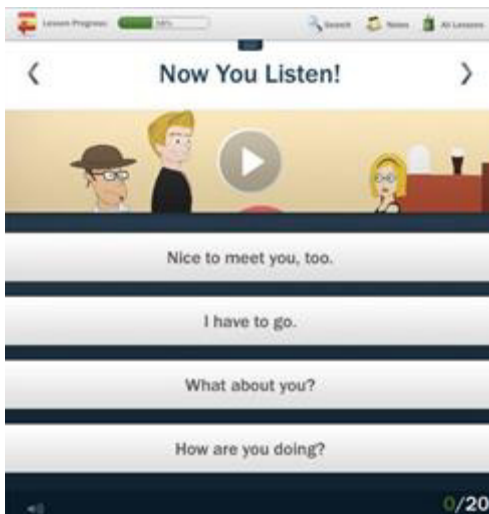 Lesson Progress:
Search
Notes
All Lessons
Now You Listen!
Nice to meet you, too.
I have to go.
What about you?
How are you doing?
0/20